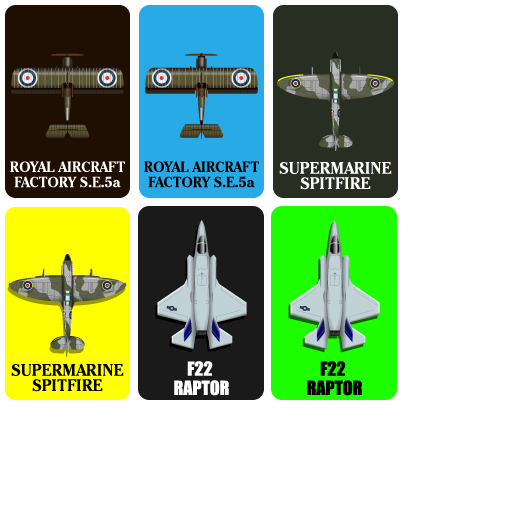 ROYAL AIRCRAFT
FACTORY S.E.5a
ROYAL AIRCRAFT
FACTORY S.E.5a
SUPERMARINE
SPITFIRE
SUPERMARINE
SPITFIRE
F22
RAPTOR
F22
RAPTOR